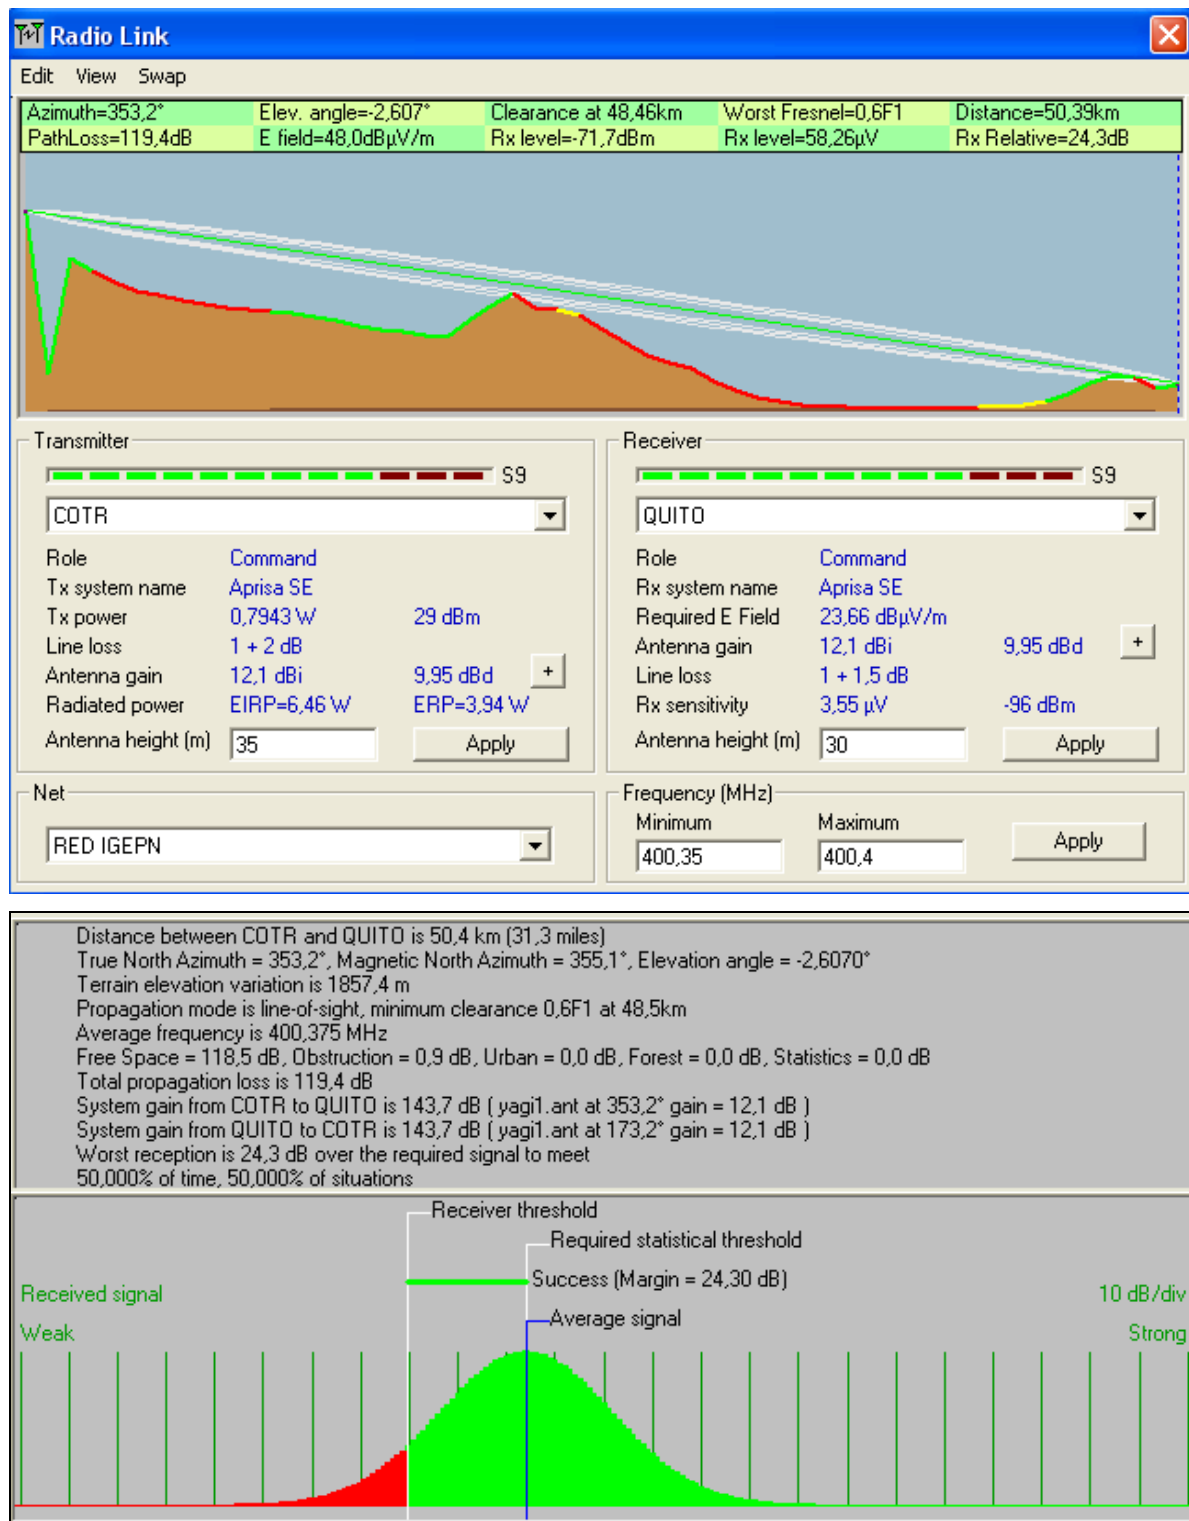 Radio Link
Edit View Swap
Azimuth=353,2° Elev. angle=-2,607° Clearance at 48,46km Worst Fresnel=0,6F1 Distance=50,39km
PathLoss=119,4dB E field=48,0dBµV/m Rx level=-71,7dBm Rx level=58,26µV Rx Relative=24,3dB
Transmitter
S9
COTR
Role Command
Tx system name Aprisa SE
Tx power 0,7943 W 29 dBm
Line loss 1 + 2 dB
Antenna gain 12,1 dBi 9,95 dBd +
Radiated power EIRP=6,46 W ERP=3,94 W
Antenna height (m) 35 Apply
Receiver
S9
QUITO
Role Command
Rx system name Aprisa SE
Required E Field 23,66 dBµV/m
Antenna gain 12,1 dBi 9,95 dBd +
Line loss 1 + 1,5 dB
Rx sensitivity 3,55 µV -96 dBm
Antenna height (m) 30 Apply
Net
RED IGEPN
Frequency (MHz)
Minimum Maximum
400,35 400,4 Apply
Distance between COTR and QUITO is 50,4 km (31,3 miles)
True North Azimuth = 353,2°, Magnetic North Azimuth = 355,1°, Elevation angle = -2,6070°
Terrain elevation variation is 1857,4 m
Propagation mode is line-of-sight, minimum clearance 0,6F1 at 48,5km
Average frequency is 400,375 MHz
Free Space = 118,5 dB, Obstruction = 0,9 dB, Urban = 0,0 dB, Forest = 0,0 dB, Statistics = 0,0 dB
Total propagation loss is 119,4 dB
System gain from COTR to QUITO is 143,7 dB ( yagi1.ant at 353,2° gain = 12,1 dB )
System gain from QUITO to COTR is 143,7 dB ( yagi1.ant at 173,2° gain = 12,1 dB )
Worst reception is 24,3 dB over the required signal to meet
50,000% of time, 50,000% of situations
Receiver threshold
Required statistical threshold
Success (Margin = 24,30 dB)
Received signal 10 dB/div
Average signal
Weak Strong